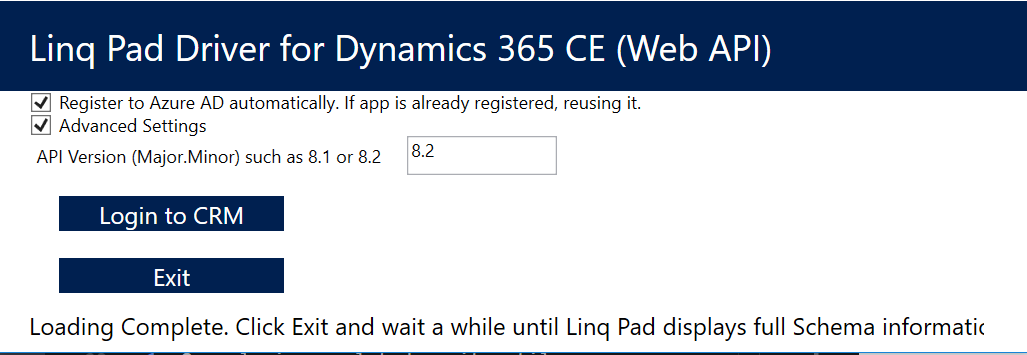 Linq Pad Driver for Dynamics 365 CE (Web API)
Register to Azure AD automatically. If app is already registered, reusing it.
Advanced Settings
API Version (Major.Minor) such as 8.1 or 8.2
8.2
Login to CRM
Exit
Loading Complete. Click Exit and wait a while until Linq Pad displays full Schema informatic